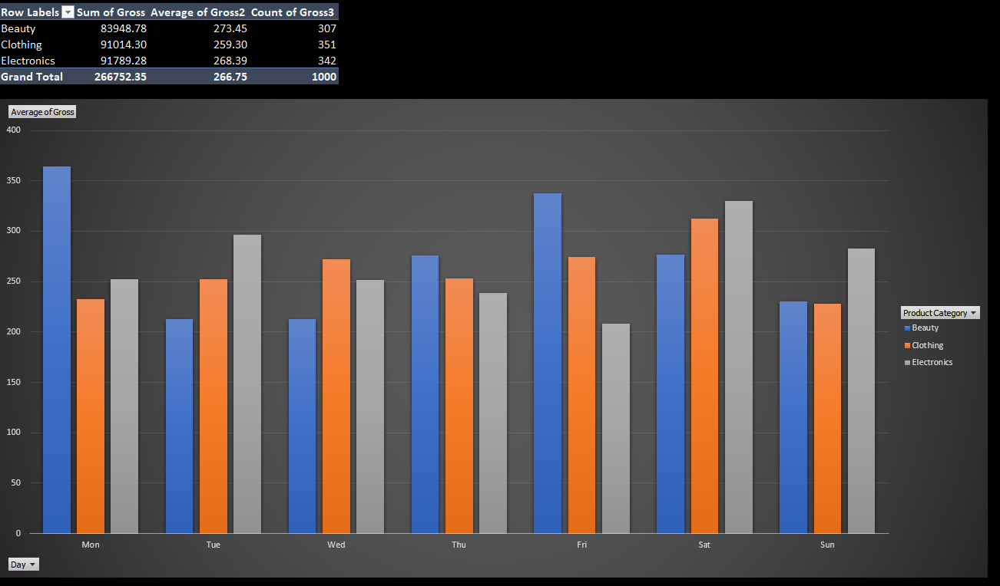 Row Labels Sum of Gross Average of Gross2 Count of Gross3
Beauty 83948.78 273.45 307
Clothing 91014.30 259.30 351
Electronics 91789.28 268.39 342
Grand Total 266752.35 266.75 1000
Average of Gross
400
350
300
250
200
150
100
50
0
Mon Tue Wed Thu Fri Sat Sun
Product Category
Beauty
Clothing
Electronics
Day